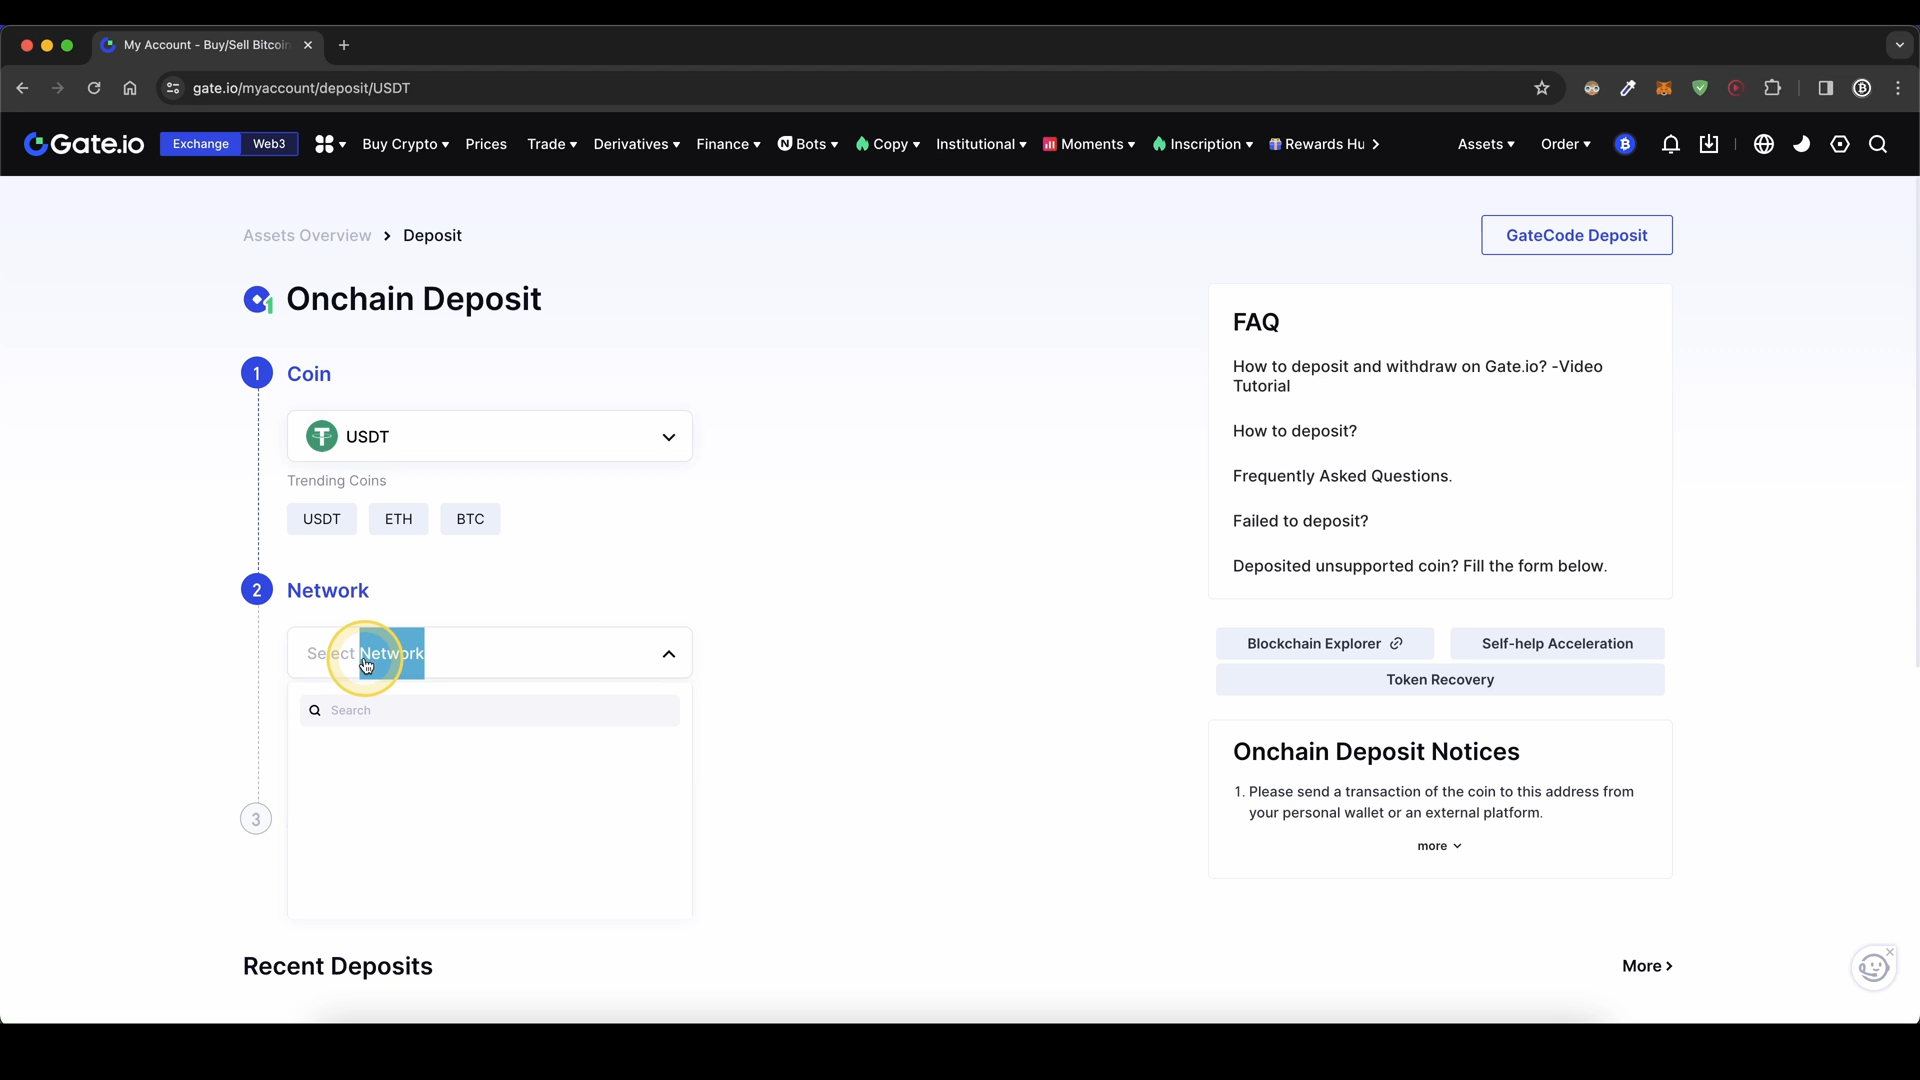 My Account - Buy/Sell Bitcoin
gate.io/myaccount/deposit/USDT
Gate.io
Exchange
Web3
Buy Crypto
Prices
Trade
Derivatives
Finance
Bots
Copy
Institutional
Moments
Inscription
Rewards Hu
Assets
Order
Assets Overview > Deposit
GateCode Deposit
Onchain Deposit
1 Coin
USDT
Trending Coins
USDT
ETH
BTC
2 Network
Select Network
Search
3
FAQ
How to deposit and withdraw on Gate.io? -Video
Tutorial
How to deposit?
Frequently Asked Questions.
Failed to deposit?
Deposited unsupported coin? Fill the form below.
Blockchain Explorer
Self-help Acceleration
Token Recovery
Onchain Deposit Notices
1. Please send a transaction of the coin to this address from
your personal wallet or an external platform.
more
Recent Deposits
More >